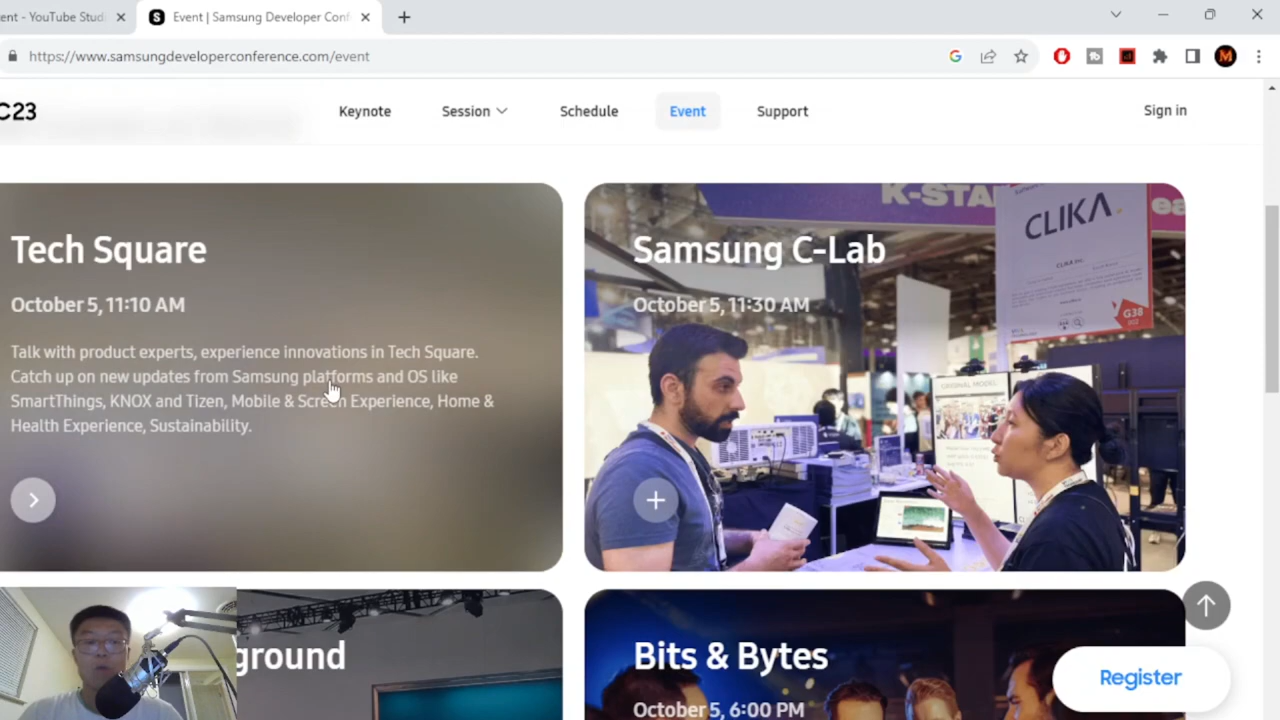 ent - YouTube Studi
Event | Samsung Developer Conf
https://www.samsungdeveloperconference.com/event
C23
Keynote
Session
Schedule
Event
Support
Sign in
Tech Square
October 5, 11:10 AM
Talk with product experts, experience innovations in Tech Square.
Catch up on new updates from Samsung platforms and OS like
SmartThings, KNOX and Tizen, Mobile & Screen Experience, Home &
Health Experience, Sustainability.
K-STA
CLIKA.
G38
Samsung C-Lab
October 5, 11:30 AM
ORIGINAL MODEL
ground
Bits & Bytes
October 5, 6:00 PM
Register